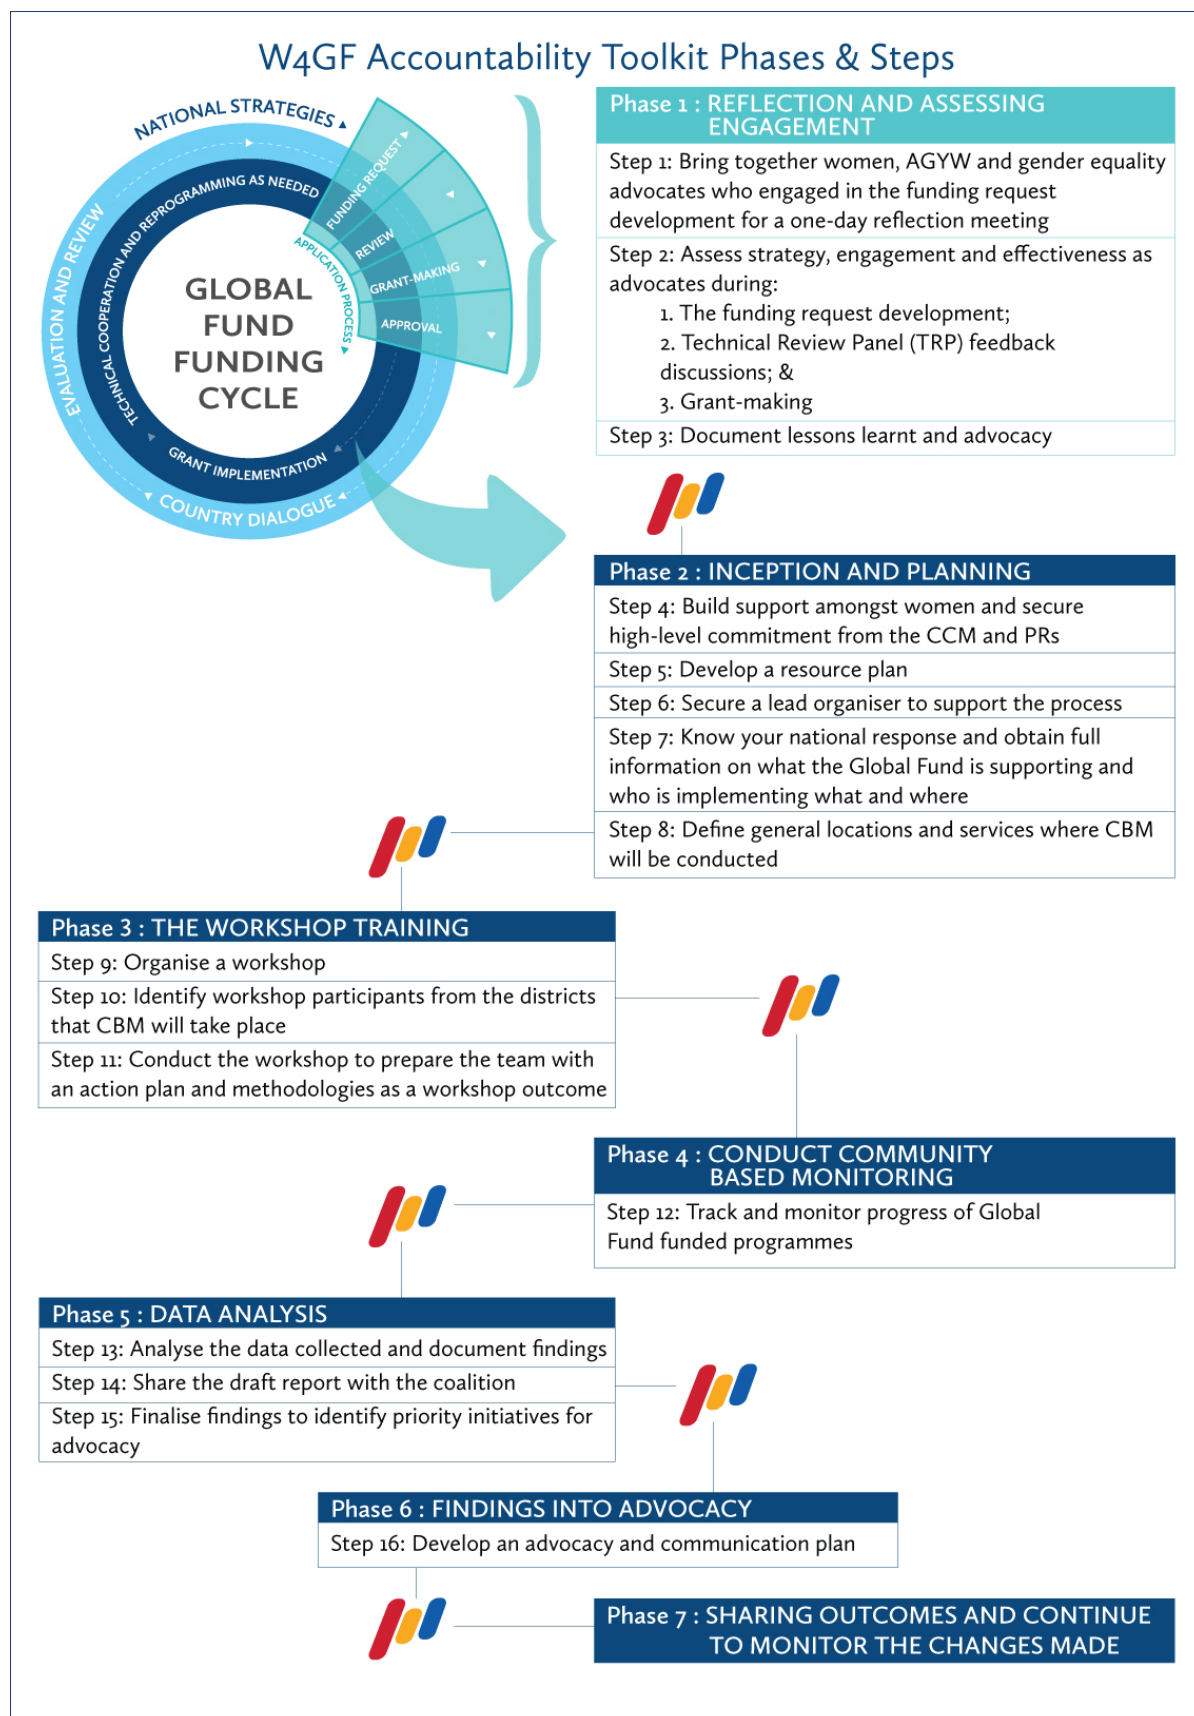 W4GF Accountability Toolkit Phases & Steps
NATIONAL STRATEGIES
EVALUATION AND REVIEW
COUNTRY DIALOGUE
TECHNICAL COOPERATION AND REPROGRAMMING AS NEEDED
GRANT IMPLEMENTATION
APPLICATION PROCESS
FUNDING REQUEST
REVIEW
GRANT-MAKING
APPROVAL
GLOBAL
FUND
FUNDING
CYCLE
Phase 1 : REFLECTION AND ASSESSING
ENGAGEMENT
Step 1: Bring together women, AGYW and gender equality
advocates who engaged in the funding request
development for a one-day reflection meeting
Step 2: Assess strategy, engagement and effectiveness as
advocates during:
1. The funding request development;
2. Technical Review Panel (TRP) feedback
discussions; &
3. Grant-making
Step 3: Document lessons learnt and advocacy
Phase 2 : INCEPTION AND PLANNING
Step 4: Build support amongst women and secure
high-level commitment from the CCM and PRs
Step 5: Develop a resource plan
Step 6: Secure a lead organiser to support the process
Step 7: Know your national response and obtain full
information on what the Global Fund is supporting and
who is implementing what and where
Step 8: Define general locations and services where CBM
will be conducted
Phase 3 : THE WORKSHOP TRAINING
Step 9: Organise a workshop
Step 10: Identify workshop participants from the districts
that CBM will take place
Step 11: Conduct the workshop to prepare the team with
an action plan and methodologies as a workshop outcome
Phase 4 : CONDUCT COMMUNITY
BASED MONITORING
Step 12: Track and monitor progress of Global
Fund funded programmes
Phase 5 : DATA ANALYSIS
Step 13: Analyse the data collected and document findings
Step 14: Share the draft report with the coalition
Step 15: Finalise findings to identify priority initiatives for
advocacy
Phase 6 : FINDINGS INTO ADVOCACY
Step 16: Develop an advocacy and communication plan
Phase 7 : SHARING OUTCOMES AND CONTINUE
TO MONITOR THE CHANGES MADE